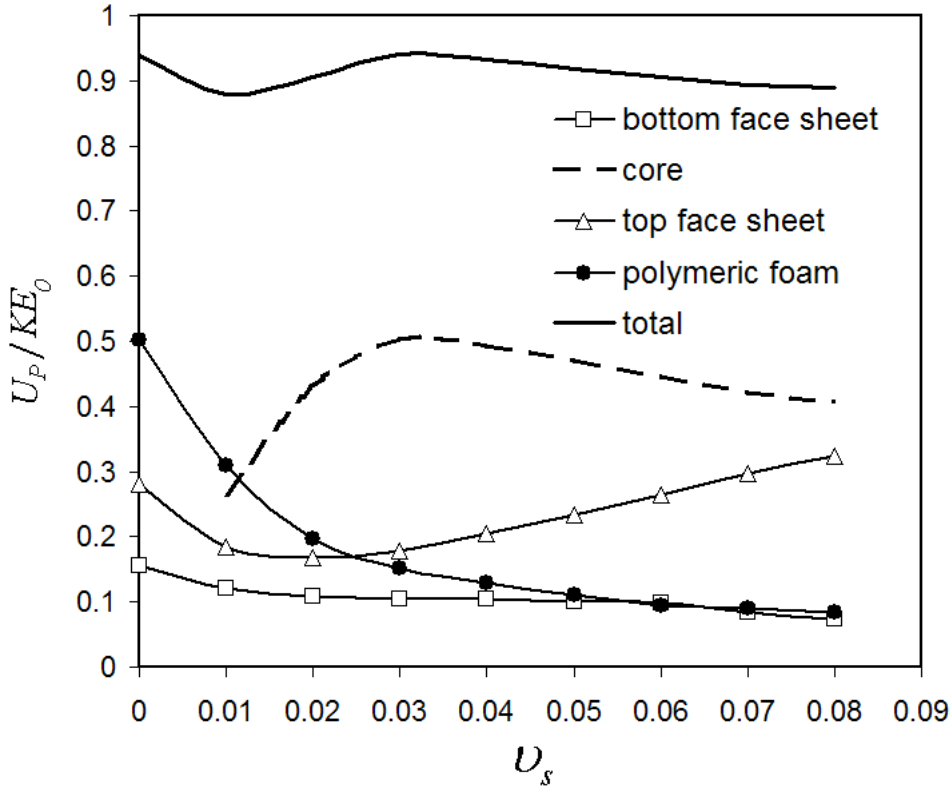 1
0.9
0.8
0.7
0.6
0.5
0.4
0.3
0.2
0.1
0
U_P / KE_O
bottom face sheet
core
top face sheet
polymeric foam
total
0 0.01 0.02 0.03 0.04 0.05 0.06 0.07 0.08 0.09
υ_s